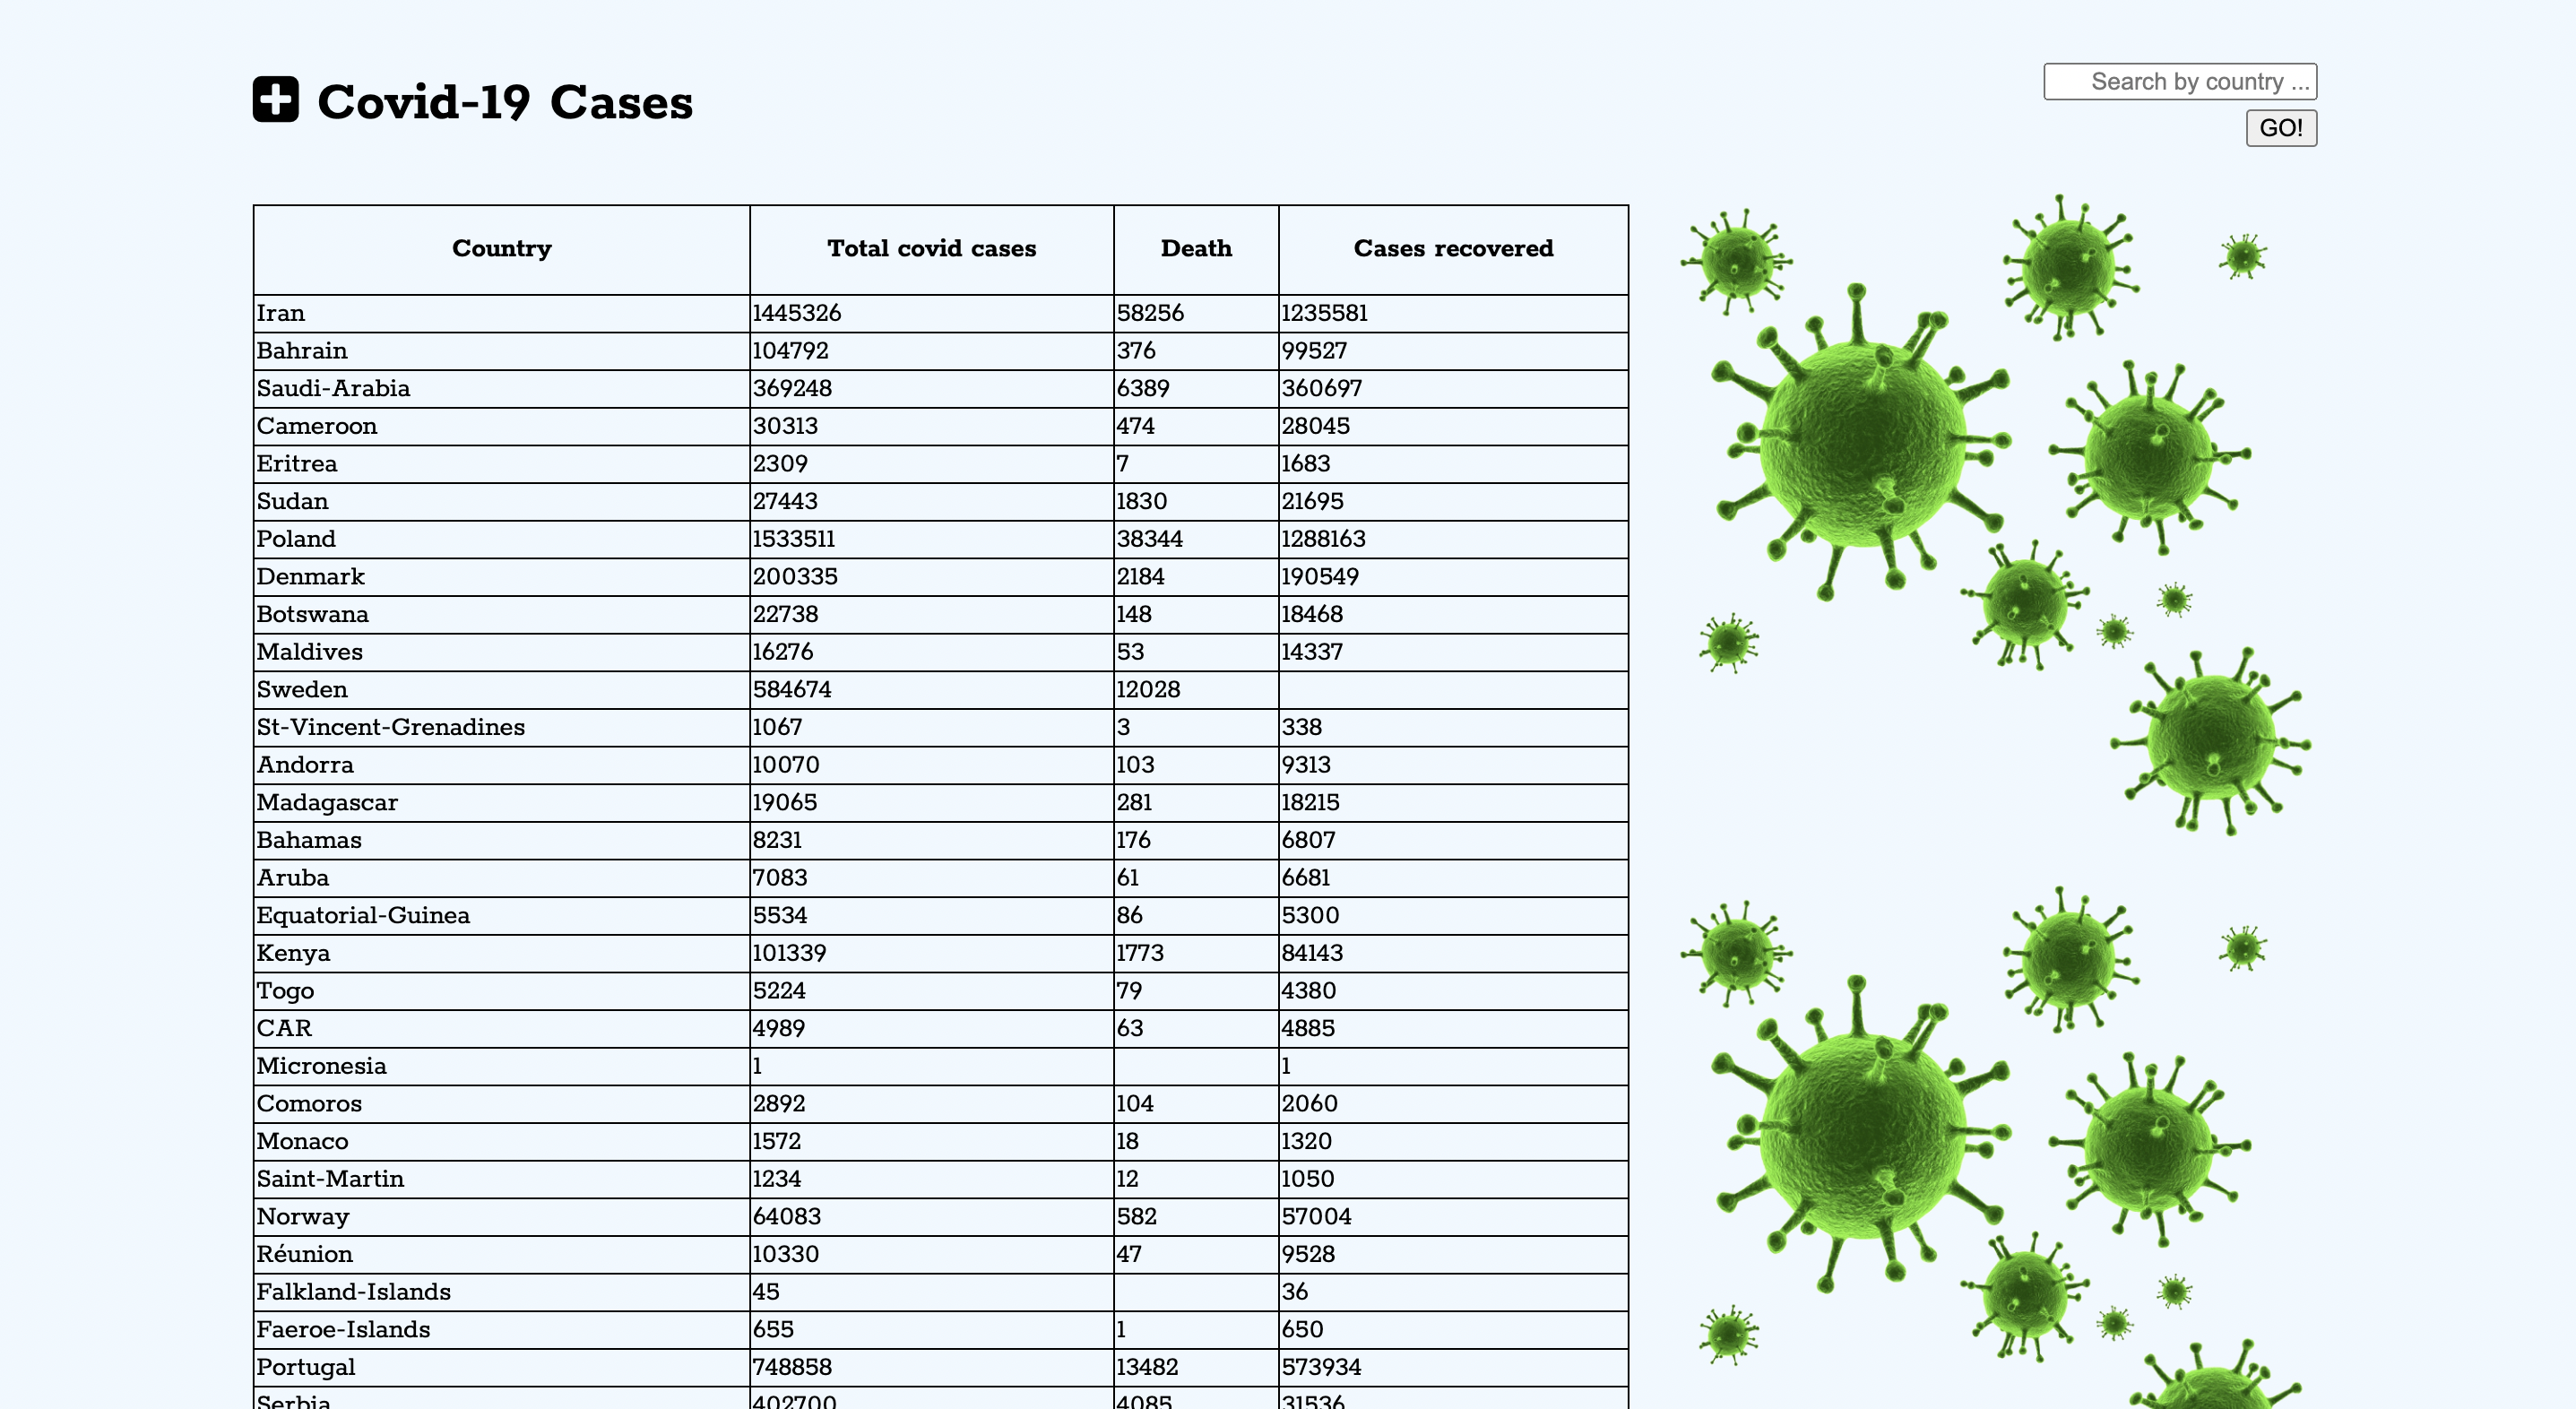 Covid-19 Cases
Search by country ...
GO!
Country Total covid cases Death Cases recovered
Iran 1445326 58256 1235581
Bahrain 104792 376 99527
Saudi-Arabia 369248 6389 360697
Cameroon 30313 474 28045
Eritrea 2309 7 1683
Sudan 27443 1830 21695
Poland 1533511 38344 1288163
Denmark 200335 2184 190549
Botswana 22738 148 18468
Maldives 16276 53 14337
Sweden 584674 12028
St-Vincent-Grenadines 1067 3 338
Andorra 10070 103 9313
Madagascar 19065 281 18215
Bahamas 8231 176 6807
Aruba 7083 61 6681
Equatorial-Guinea 5534 86 5300
Kenya 101339 1773 84143
Togo 5224 79 4380
CAR 4989 63 4885
Micronesia 1 1
Comoros 2892 104 2060
Monaco 1572 18 1320
Saint-Martin 1234 12 1050
Norway 64083 582 57004
Réunion 10330 47 9528
Falkland-Islands 45 36
Faeroe-Islands 655 1 650
Portugal 748858 13482 573934
Serbia 402700 4085 31536